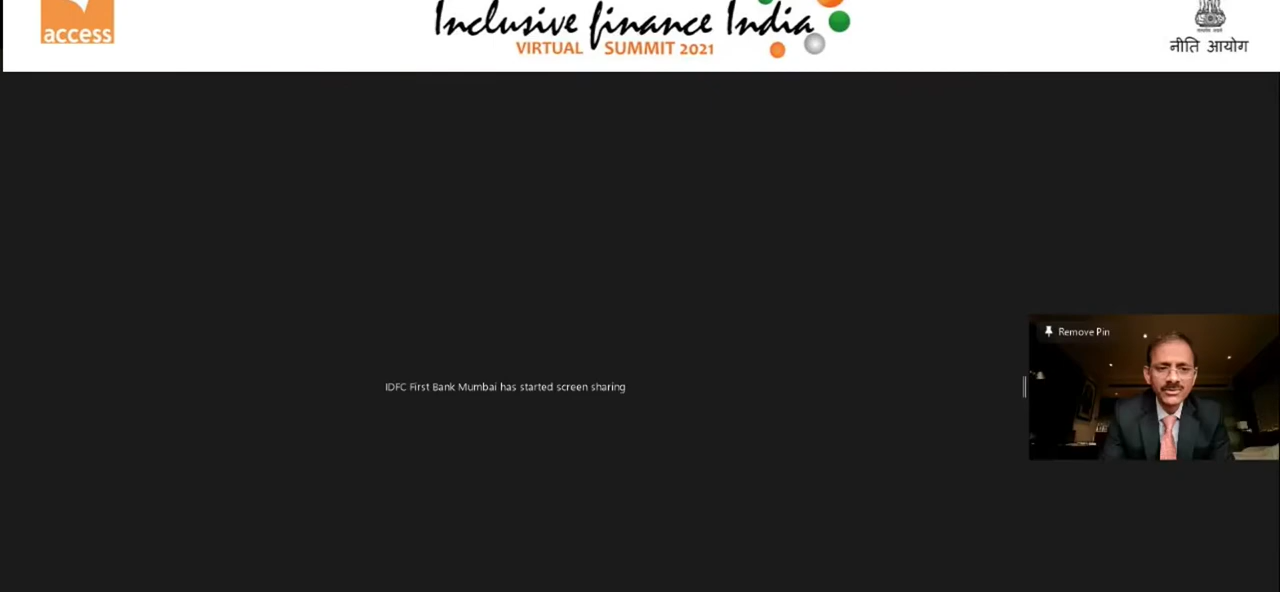 access
Inclusive finance India
VIRTUAL SUMMIT 2021
नीति आयोग
IDFC First Bank Mumbai has started screen sharing
Remove Pin